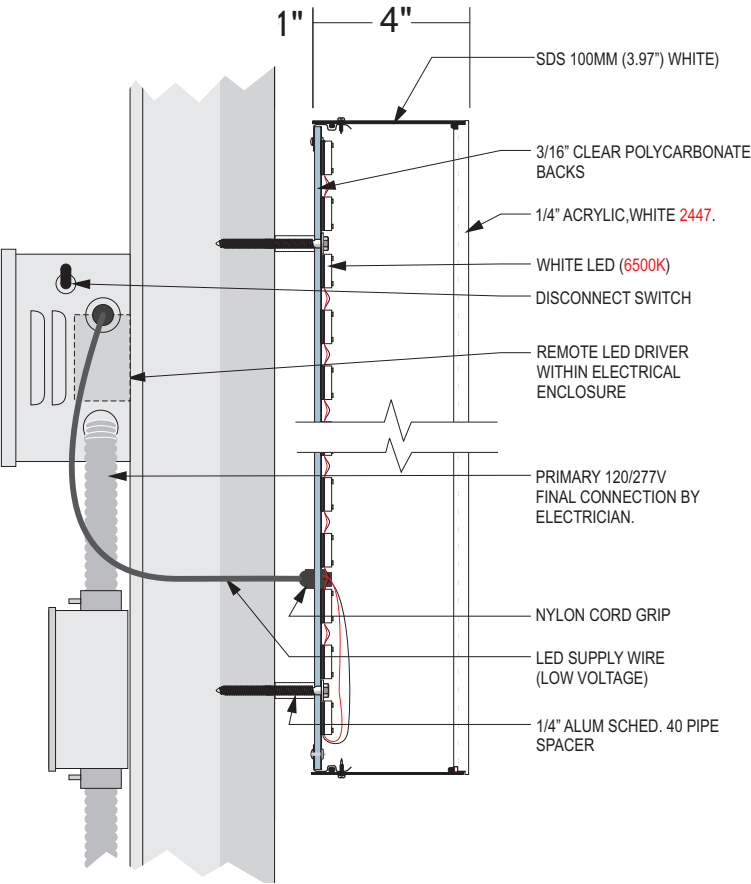 1" 4"
SDS 100MM (3.97") WHITE)
3/16" CLEAR POLYCARBONATE
BACKS
1/4" ACRYLIC,WHITE 2447.
WHITE LED (6500K)
DISCONNECT SWITCH
REMOTE LED DRIVER
WITHIN ELECTRICAL
ENCLOSURE
PRIMARY 120/277V
FINAL CONNECTION BY
ELECTRICIAN.
NYLON CORD GRIP
LED SUPPLY WIRE
(LOW VOLTAGE)
1/4" ALUM SCHED. 40 PIPE
SPACER